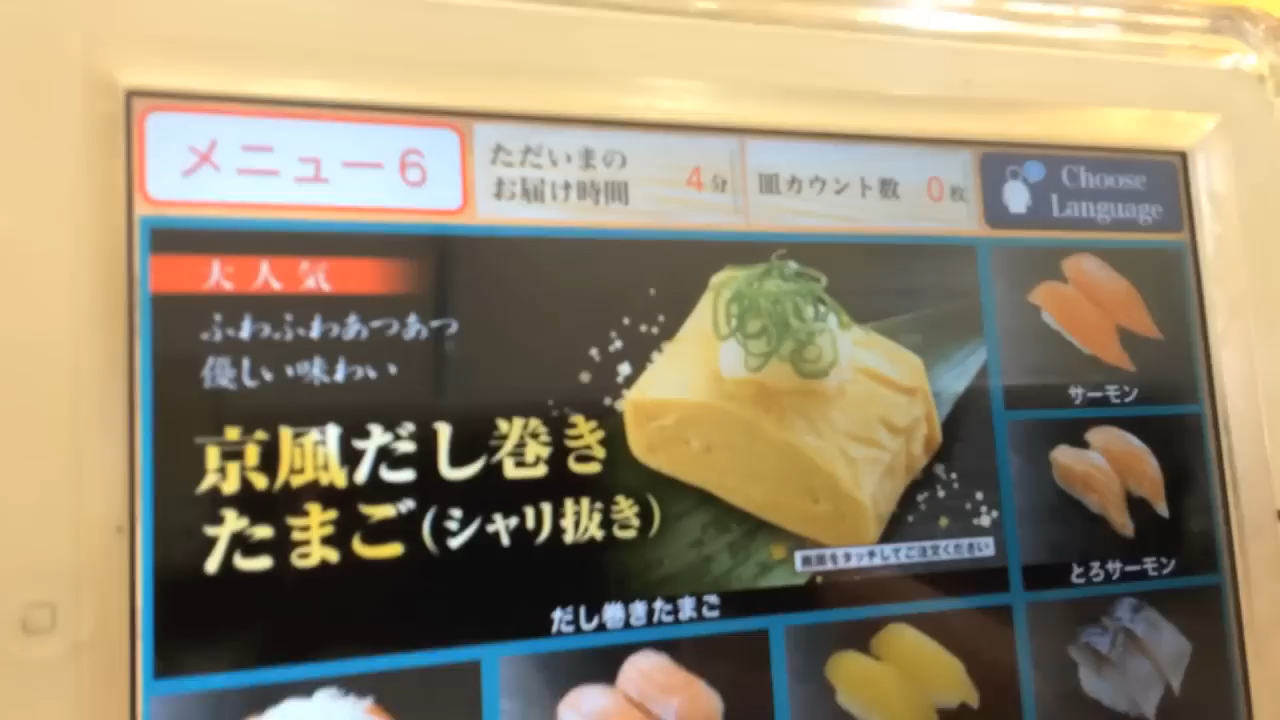 メニュー6
ただいまの
お届け時間 4分
皿カウント数 0枚
Choose
Language
大人気
ふわふわあつあつ
優しい味わい
京風だし巻き
たまご(シャリ抜き)
画面をタッチしてご注文ください
だし巻きたまご
サーモン
とろサーモン